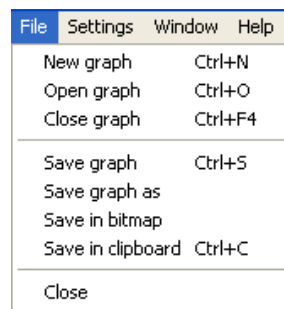 File Settings Window Help
New graph Ctrl+N
Open graph Ctrl+O
Close graph Ctrl+F4
Save graph Ctrl+S
Save graph as
Save in bitmap
Save in clipboard Ctrl+C
Close